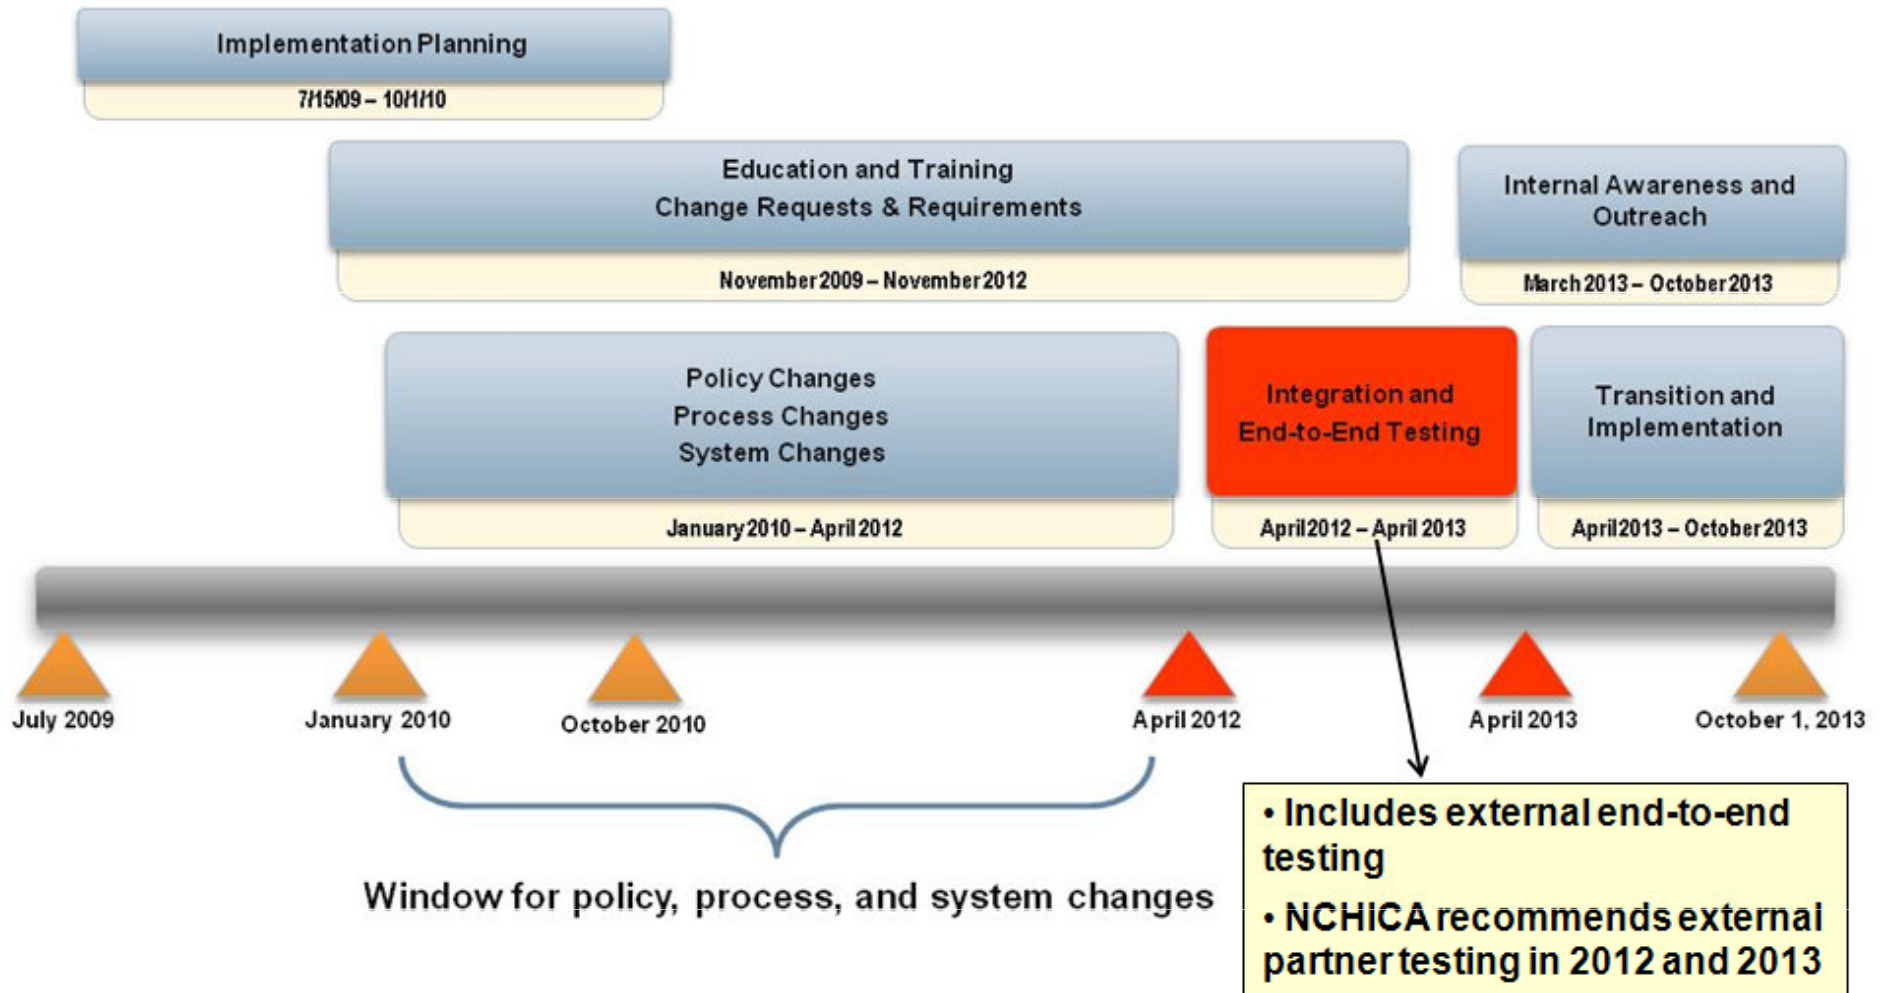 Implementation Planning
7/15/09 – 10/1/10
Education and Training
Change Requests & Requirements
November 2009 – November 2012
Internal Awareness and
Outreach
March 2013 – October 2013
Policy Changes
Process Changes
System Changes
January 2010 – April 2012
Integration and
End-to-End Testing
April 2012 – April 2013
Transition and
Implementation
April 2013 – October 2013
July 2009
January 2010
October 2010
April 2012
April 2013
October 1, 2013
Window for policy, process, and system changes
• Includes external end-to-end
testing
• NCHICA recommends external
partner testing in 2012 and 2013